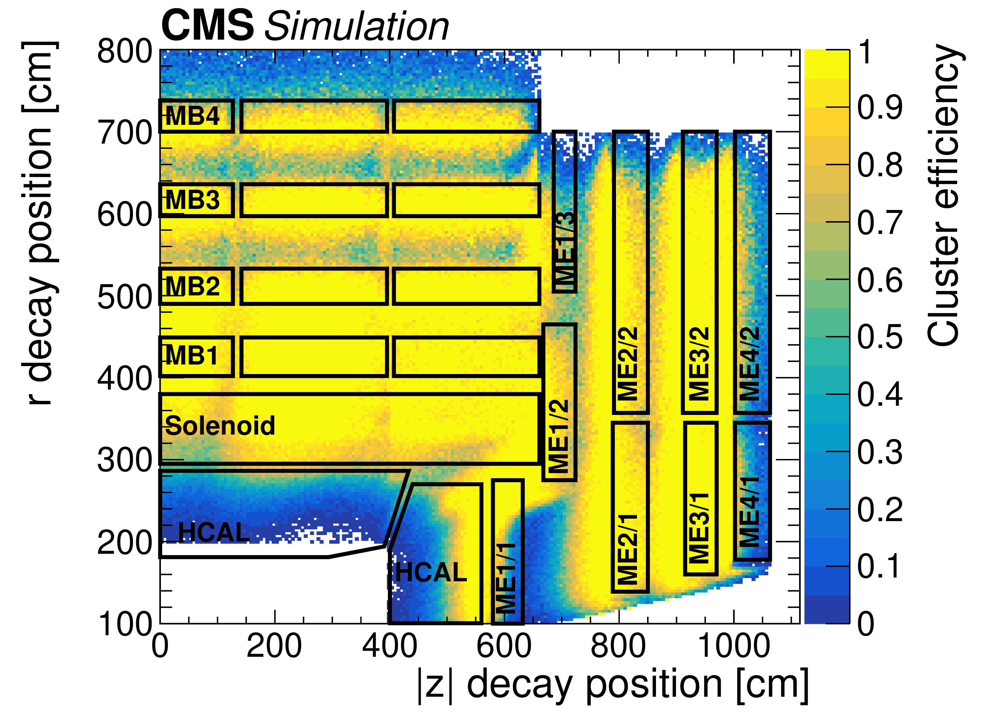 CMS Simulation
r decay position [cm]
800
700
600
500
400
300
200
100
MB4
MB3
MB2
MB1
Solenoid
HCAL
HCAL
ME1/1
ME1/2
ME1/3
ME2/1
ME2/2
ME3/1
ME3/2
ME4/1
ME4/2
0 200 400 600 800 1000
|z| decay position [cm]
1
0.9
0.8
0.7
0.6
0.5
0.4
0.3
0.2
0.1
0
Cluster efficiency